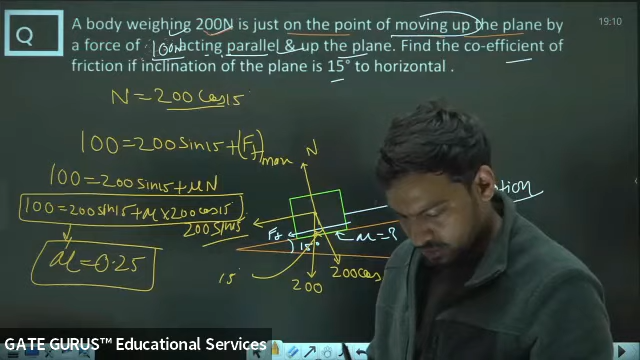 19:10
Q
A body weighing 200N is just on the point of moving up the plane by
a force of 100N acting parallel & up the plane. Find the co-efficient of
friction if inclination of the plane is 15° to horizontal .
N = 200 cos15
100 = 200 sin15 + (Ff)max
100 = 200 sin15 + μN
100 = 200 sin15 + μ x 200 cos15
μ = 0.25
N
200 sin15
Ff
15°
μ = ?
15
200
200 cos
GATE GURUS™ Educational Services